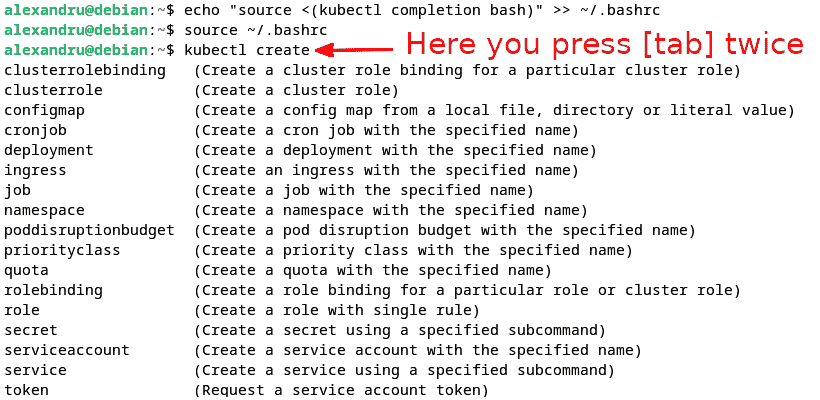 alexandru@debian:~$ echo "source <(kubectl completion bash)" >> ~/.bashrc
alexandru@debian:~$ source ~/.bashrc
alexandru@debian:~$ kubectl create Here you press [tab] twice
clusterrolebinding (Create a cluster role binding for a particular cluster role)
clusterrole (Create a cluster role)
configmap (Create a config map from a local file, directory or literal value)
cronjob (Create a cron job with the specified name)
deployment (Create a deployment with the specified name)
ingress (Create an ingress with the specified name)
job (Create a job with the specified name)
namespace (Create a namespace with the specified name)
poddisruptionbudget (Create a pod disruption budget with the specified name)
priorityclass (Create a priority class with the specified name)
quota (Create a quota with the specified name)
rolebinding (Create a role binding for a particular role or cluster role)
role (Create a role with single rule)
secret (Create a secret using a specified subcommand)
serviceaccount (Create a service account with the specified name)
service (Create a service using a specified subcommand)
token (Request a service account token)